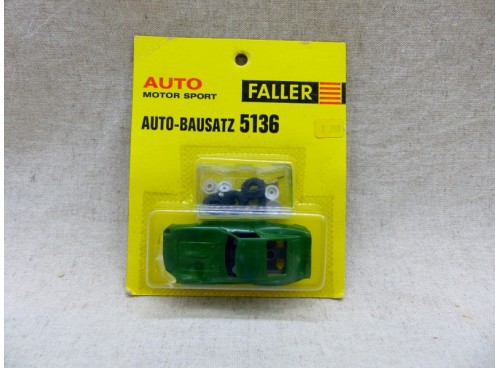 AUTO
MOTOR SPORT
FALLER
AUTO-BAUSATZ 5136